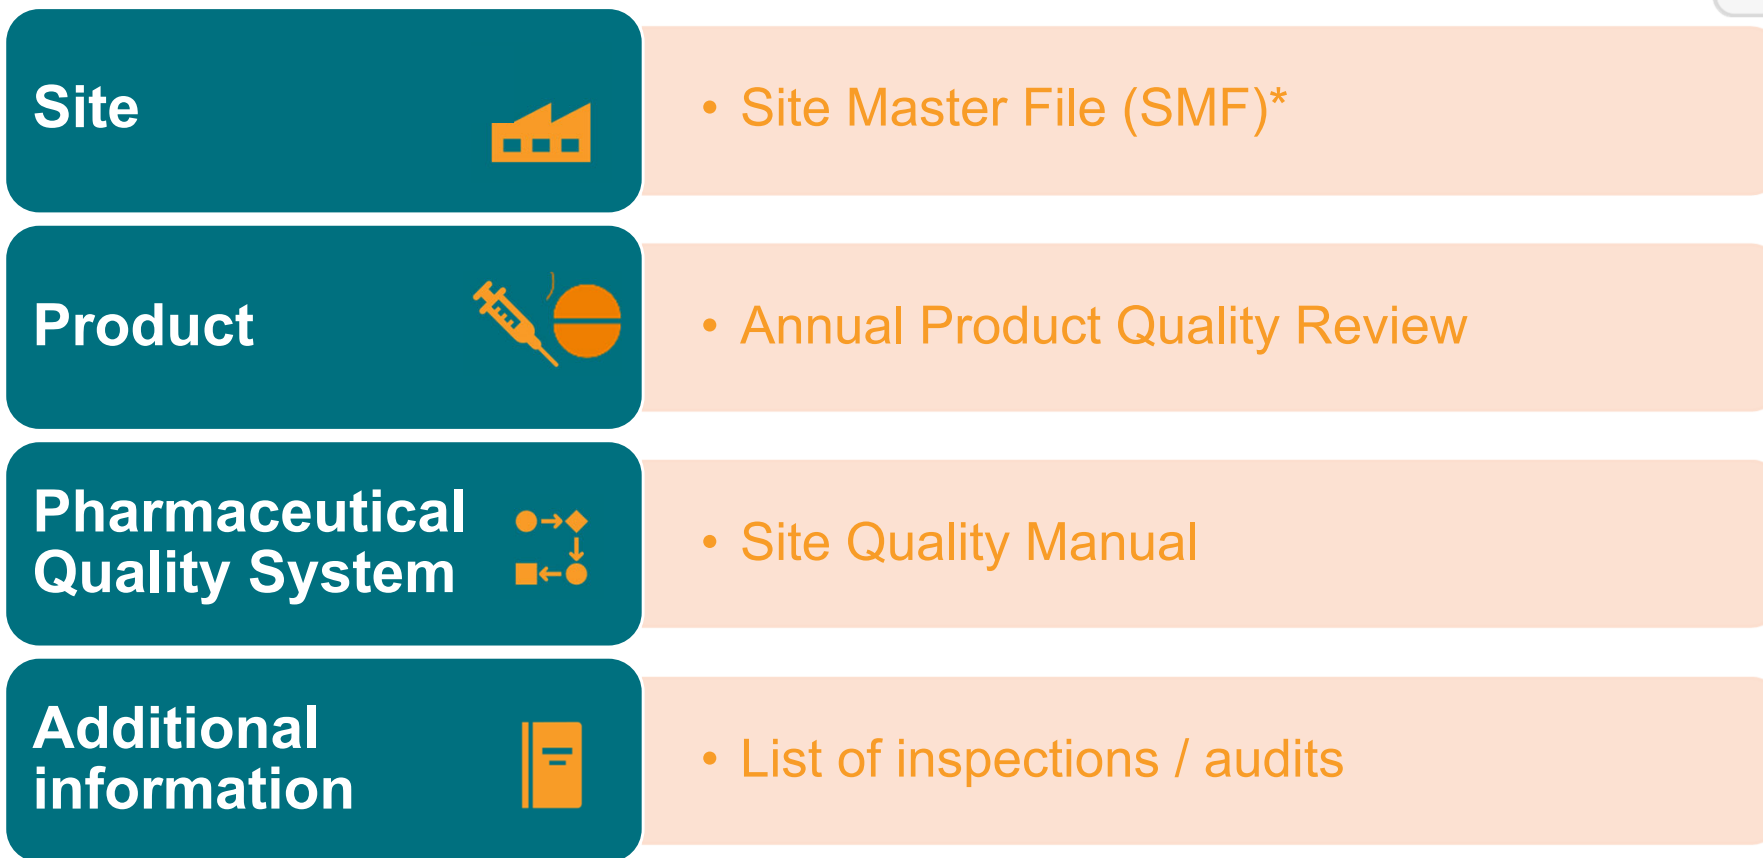 Site
• Site Master File (SMF)*
Product
• Annual Product Quality Review
Pharmaceutical
Quality System
• Site Quality Manual
Additional
information
• List of inspections / audits